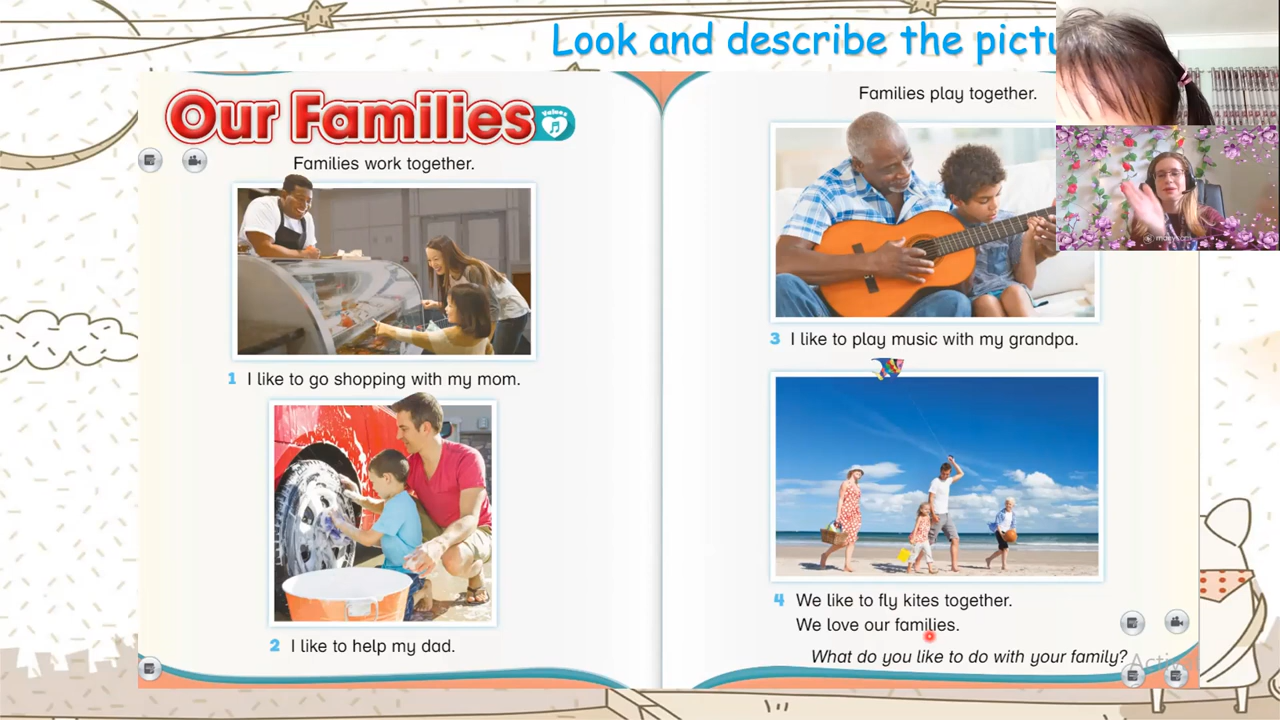 Look and describe the pictu
Our Families
Values
Families work together.
1 I like to go shopping with my mom.
2 I like to help my dad.
Families play together.
3 I like to play music with my grandpa.
4 We like to fly kites together.
We love our families.
What do you like to do with your family?
Activ